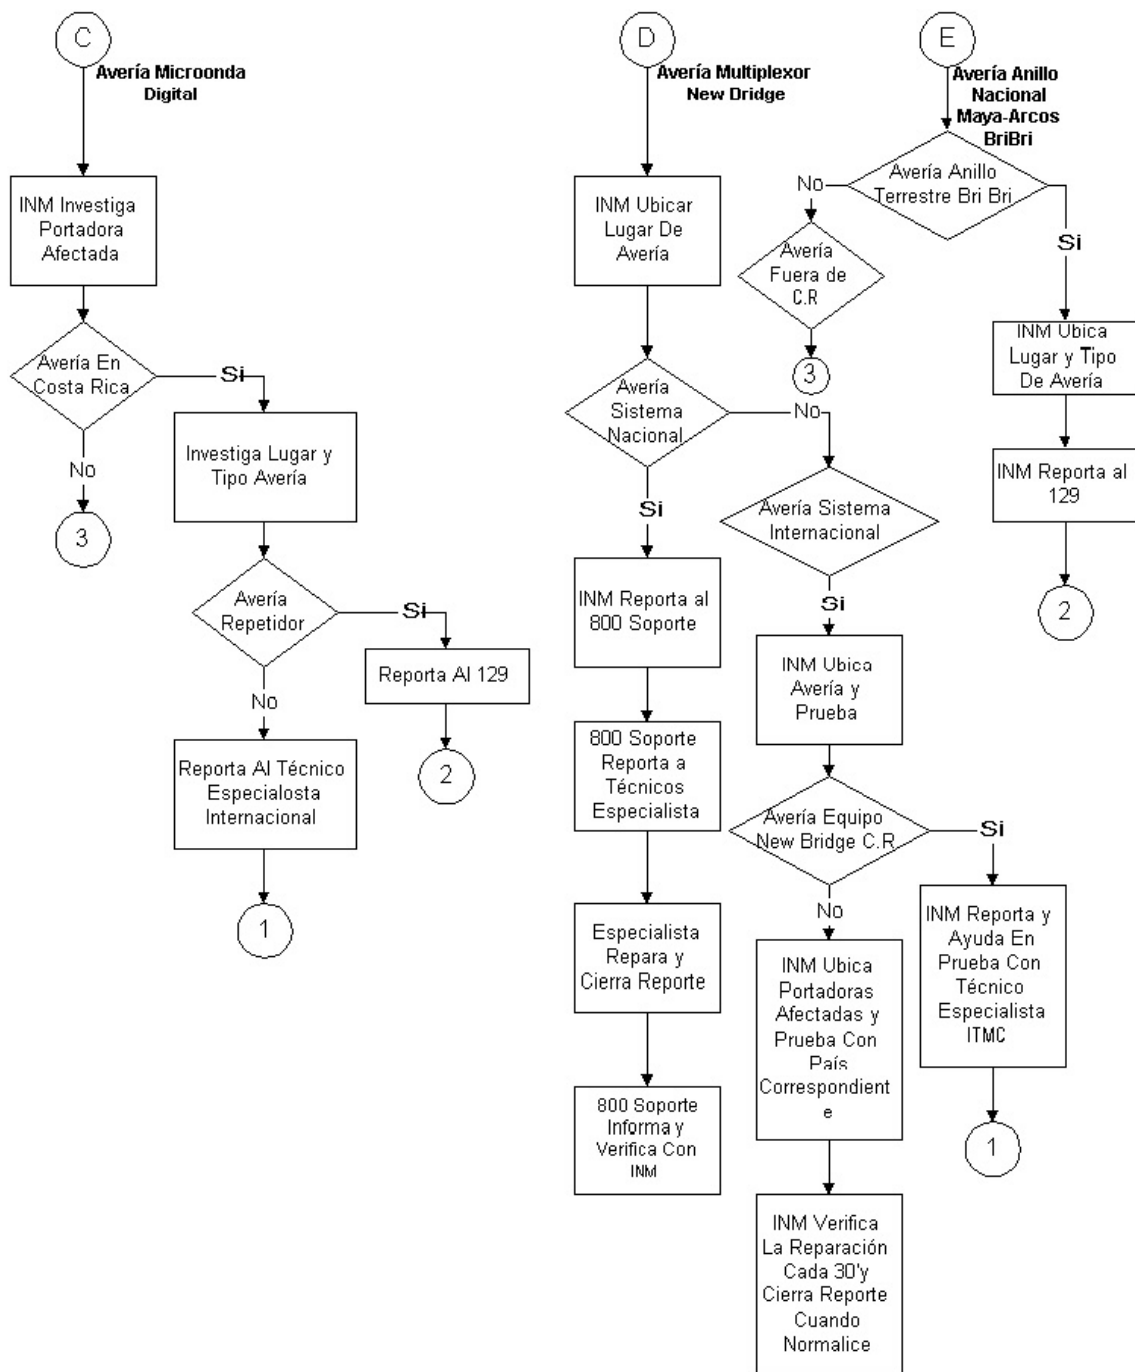 C
Avería Microonda
Digital
INM Investiga
Portadora
Afectada
Avería En
Costa Rica
Si
No
3
Investiga Lugar y
Tipo Avería
Avería
Repetidor
Si
Reporta Al 129
2
No
Reporta Al Técnico
Especialosta
Internacional
1
D
Avería Multiplexor
New Dridge
INM Ubicar
Lugar De
Avería
Avería
Sistema
Nacional
No
Si
INM Reporta al
800 Soporte
800 Soporte
Reporta a
Técnicos
Especialista
Especialista
Repara y
Cierra Reporte
800 Soporte
Informa y
Verifica Con
INM
Avería Sistema
Internacional
Si
INM Ubica
Avería y
Prueba
Avería Equipo
New Bridge C.R
Si
No
INM Ubica
Portadoras
Afectadas y
Prueba Con
País
Correspondient
e
INM Verifica
La Reparación
Cada 30'y
Cierra Reporte
Cuando
Normalice
INM Reporta y
Ayuda En
Prueba Con
Técnico
Especialista
ITMC
1
E
Avería Anillo
Nacional
Maya-Arcos
BriBri
Avería Anillo
Terrestre Bri Bri
No
Avería
Fuera de
C.R
3
Si
INM Ubica
Lugar y Tipo
De Avería
INM Reporta al
129
2